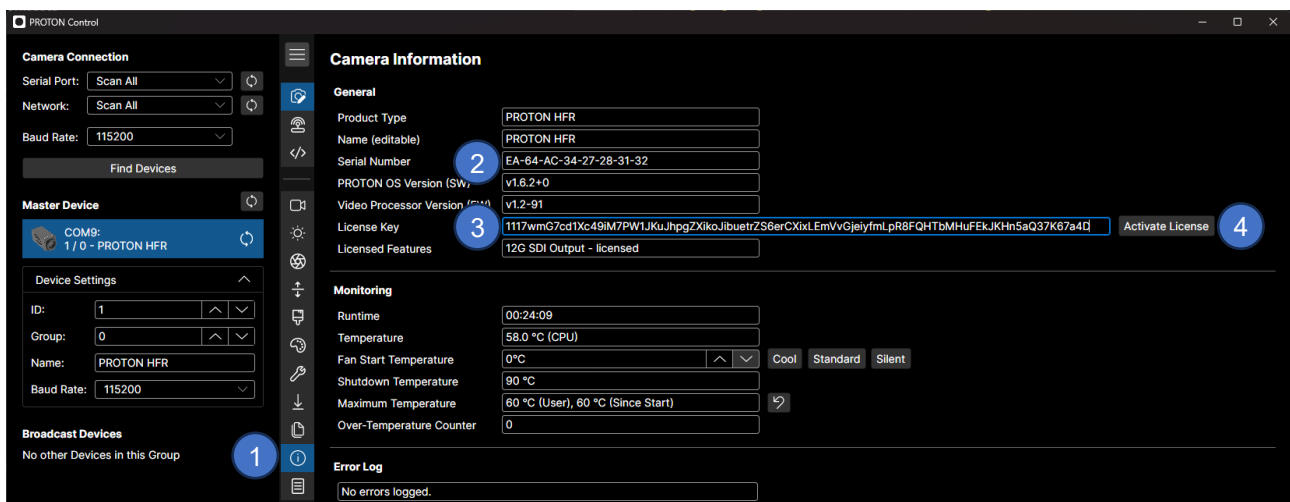 PROTON Control
Camera Connection
Serial Port: Scan All
Network: Scan All
Baud Rate: 115200
Find Devices
Master Device
COM9:
1 / 0 - PROTON HFR
Device Settings
ID: 1
Group: 0
Name: PROTON HFR
Baud Rate: 115200
Broadcast Devices
No other Devices in this Group
1
</>
Camera Information
General
Product Type PROTON HFR
Name (editable) PROTON HFR
Serial Number 2 EA-64-AC-34-27-28-31-32
PROTON OS Version (SW) v1.6.2+0
Video Processor Version (FW) v1.2-91
License Key 3 1117wmG7cd1Xc49iM7PW1JKuJhpgZXikoJibuetrZS6erCXixLEmVvGjeiyfmLpR8FQHTbMHuFEkJKHn5aQ37K67a4D Activate License 4
Licensed Features 12G SDI Output - licensed
Monitoring
Runtime 00:24:09
Temperature 58.0 °C (CPU)
Fan Start Temperature 0°C Cool Standard Silent
Shutdown Temperature 90 °C
Maximum Temperature 60 °C (User), 60 °C (Since Start)
Over-Temperature Counter 0
Error Log
No errors logged.